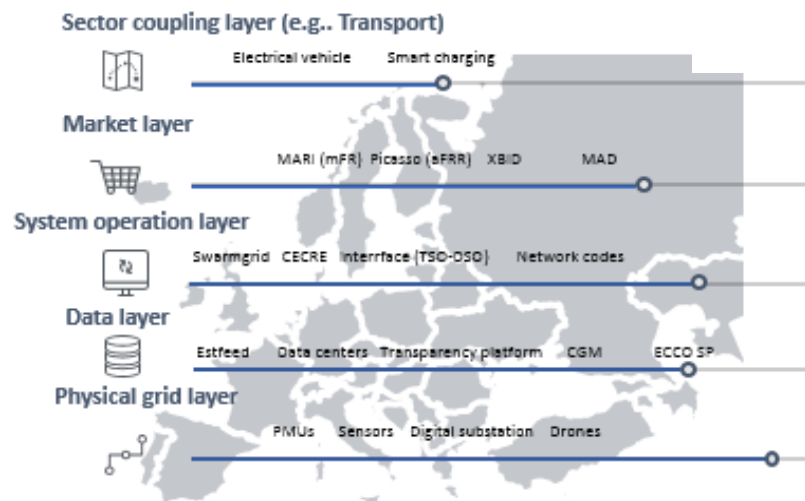 Sector coupling layer (e.g.. Transport)
Electrical vehicle Smart charging
Market layer
MARI (mFR) Picasso (aFRR) XBID MAD
System operation layer
Swarmgrid CECRE Interrface (TSO-DSO) Network codes
Data layer
Estfeed Data centers Transparency platform CGM ECCO SP
Physical grid layer
PMUs Sensors Digital substation Drones